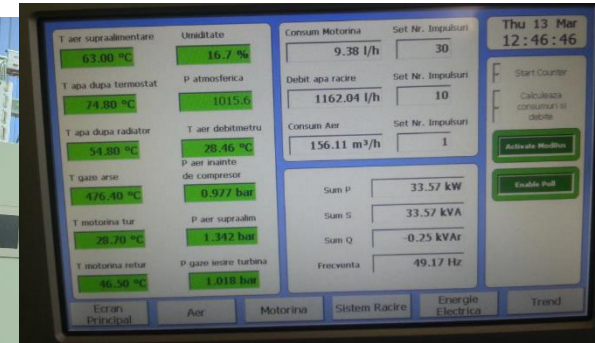 T aer supraalimentare
63.00 °C
T apa dupa termostat
74.80 °C
T apa dupa radiator
54.80 °C
T gaze arse
476.40 °C
T motorina tur
28.70 °C
T motorina retur
46.50 °C
Umiditate
16.7 %
P atmosferica
1015.6
T aer debitmetru
28.46 °C
P aer inainte
de compresor
0.977 bar
P aer supraalim
1.342 bar
P gaze iesire turbina
1.018 bar
Consum Motorina
Set Nr. Impulsuri
9.38 l/h
30
Debit apa racire
Set Nr. Impulsuri
1162.04 l/h
10
Consum Aer
Set Nr. Impulsuri
156.11 m³/h
1
Sum P
33.57 kW
Sum S
33.57 kVA
Sum Q
-0.25 kVAr
Frecventa
49.17 Hz
Thu 13 Mar
12:46:46
Start Counter
Calculeaza
consumuri si
debite
Activate ModBus
Enable Poll
Ecran
Principal
Aer
Motorina
Sistem Racire
Energie
Electrica
Trend